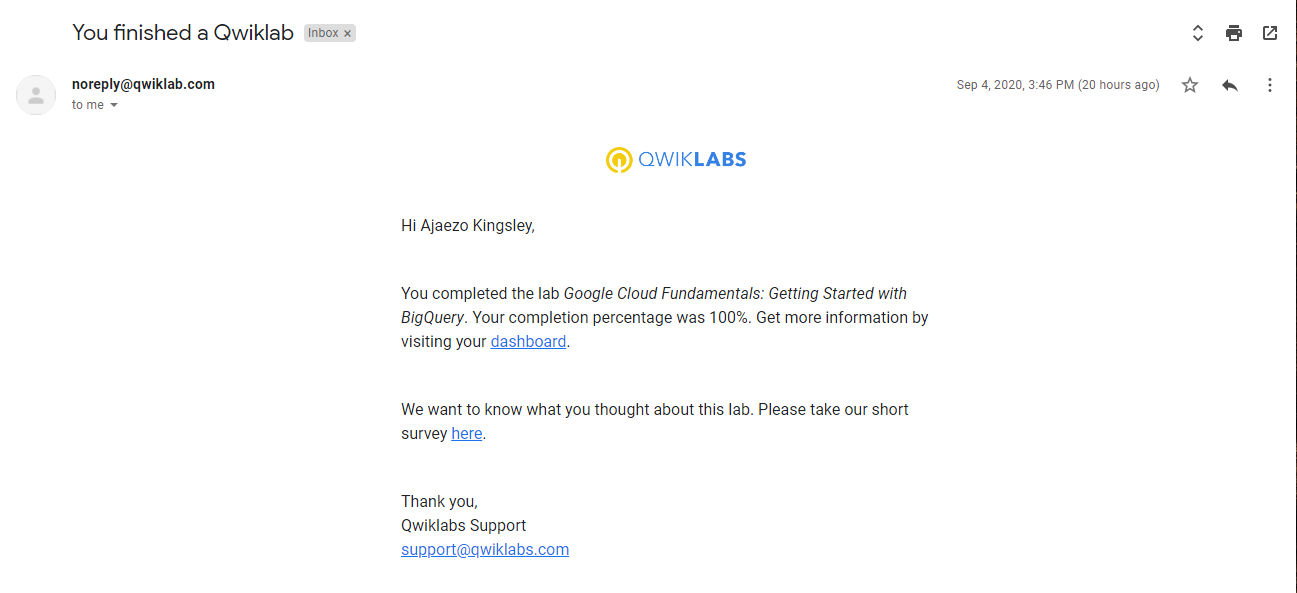 You finished a Qwiklab Inbox ×
noreply@qwiklab.com
Sep 4, 2020, 3:46 PM (20 hours ago)
to me
QWIKLABS
Hi Ajaezo Kingsley,
You completed the lab Google Cloud Fundamentals: Getting Started with
BigQuery. Your completion percentage was 100%. Get more information by
visiting your dashboard.
We want to know what you thought about this lab. Please take our short
survey here.
Thank you,
Qwiklabs Support
support@qwiklabs.com